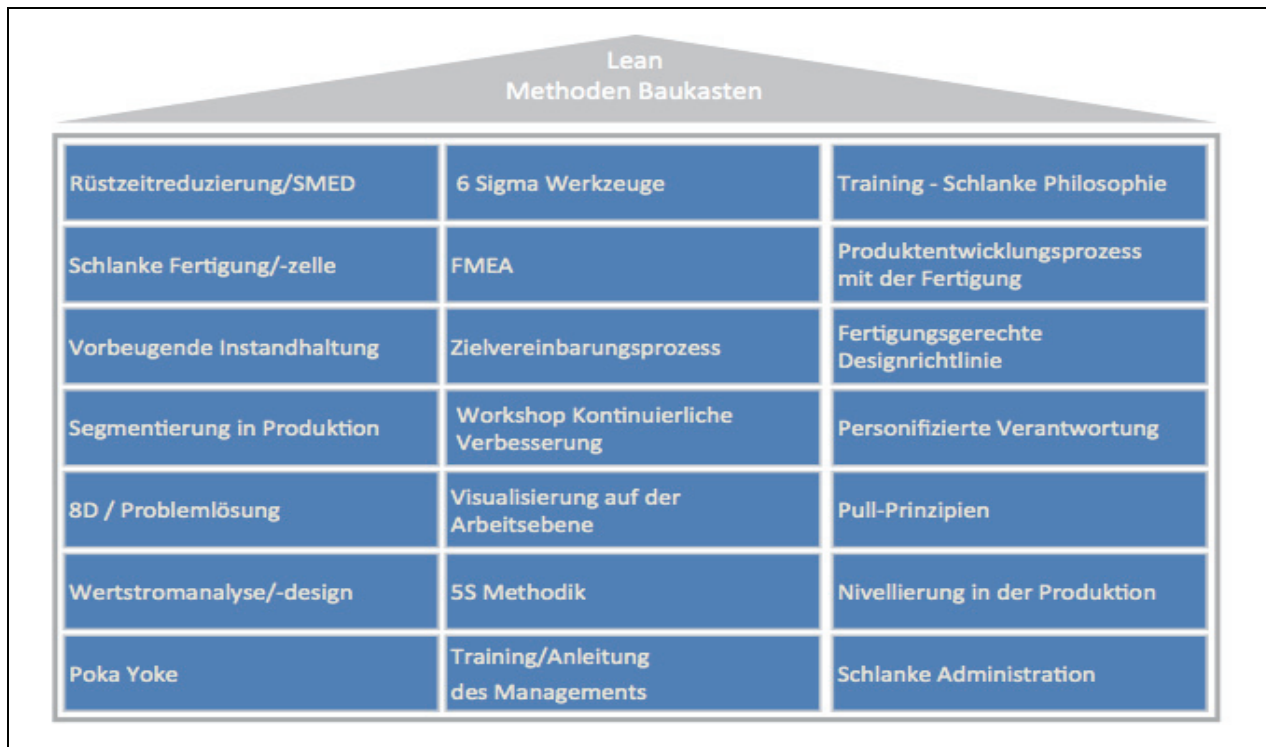 Lean
Methoden Baukasten
Rüstzeitreduzierung/SMED
6 Sigma Werkzeuge
Training - Schlanke Philosophie
Schlanke Fertigung/-zelle
FMEA
Produktentwicklungsprozess
mit der Fertigung
Vorbeugende Instandhaltung
Zielvereinbarungsprozess
Fertigungsgerechte
Designrichtlinie
Segmentierung in Produktion
Workshop Kontinuierliche
Verbesserung
Personifizierte Verantwortung
8D / Problemlösung
Visualisierung auf der
Arbeitsebene
Pull-Prinzipien
Wertstromanalyse/-design
5S Methodik
Nivellierung in der Produktion
Poka Yoke
Training/Anleitung
des Managements
Schlanke Administration